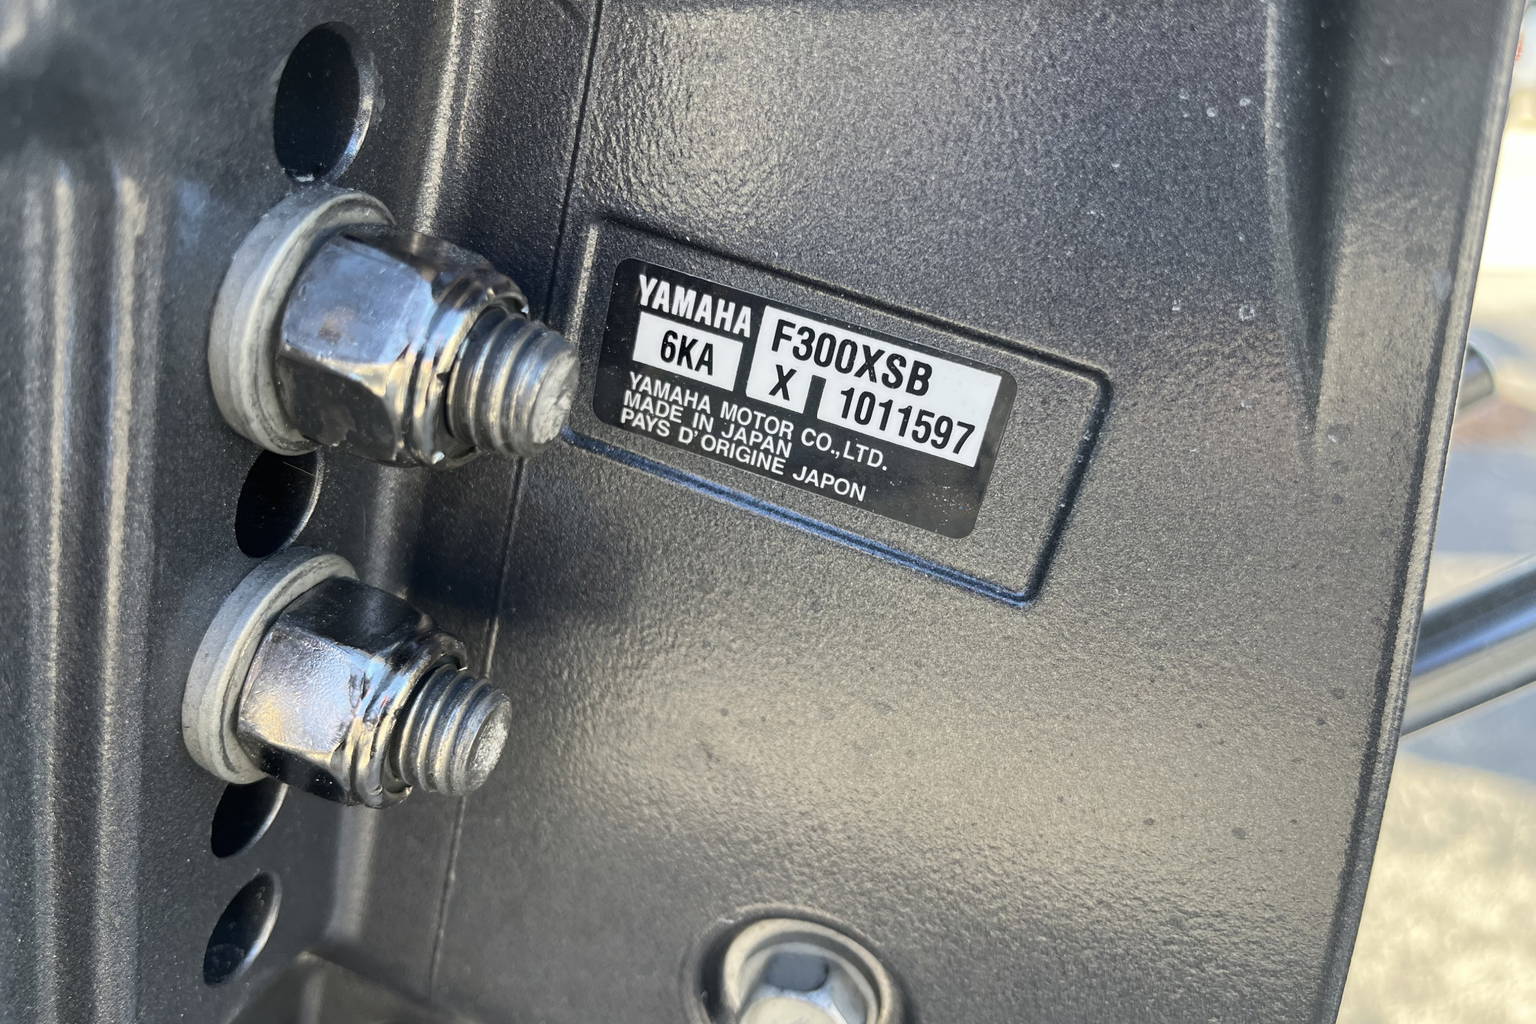 YAMAHA
F300XSB
6KA
X 1011597
YAMAHA MOTOR CO.,LTD.
MADE IN JAPAN
PAYS D'ORIGINE JAPON